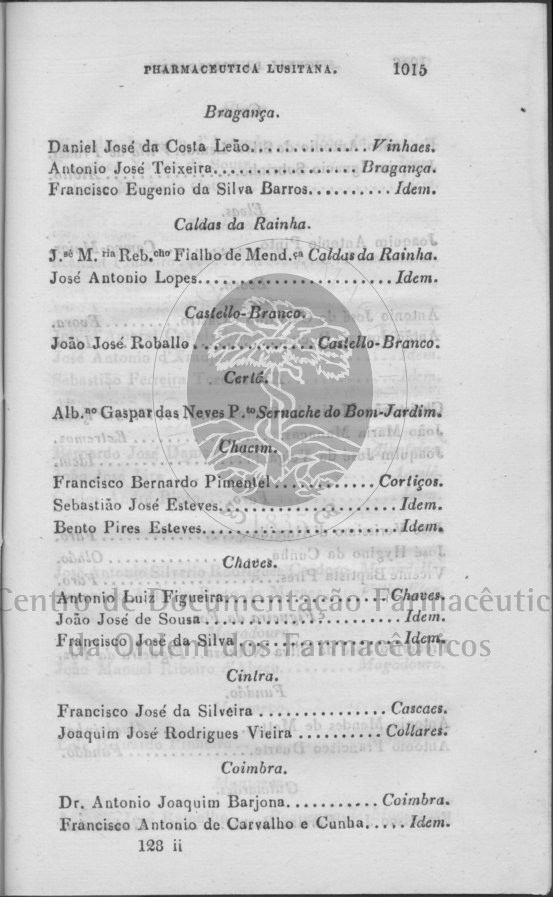 PHARMACEUTICA LUSITANA. 1015
Bragança.
Daniel José da Costa Leão............... Vinhaes.
Antonio José Teixeira.................. Bragança.
Francisco Eugenio da Silva Barros.......... Idem.
Caldas da Rainha.
J.sé M. ria Reb.cho Fialho de Mend.ça Caldas da Rainha.
José Antonio Lopes........................ Idem.
Castello-Branco.
João José Roballo .............. Castello-Branco.
Certã.
Alb.no Gaspar das Neves P.to Sernache do Bom-Jardim.
Chacim.
Francisco Bernardo Pimentel ............. Cortiços.
Sebastião José Esteves...................... Idem.
Bento Pires Esteves........................ Idem.
Chaves.
Antonio Luiz Figueira.................... Chaves.
João José de Sousa ........................ Idem.
Francisco José da Silva .................... Idem.
Cintra.
Francisco José da Silveira ................ Cascaes.
Joaquim José Rodrigues Vieira .......... Collares.
Coimbra.
Dr. Antonio Joaquim Barjona........... Coimbra.
Francisco Antonio de Carvalho e Cunha..... Idem.
128 ii
Centro de Documentação Farmacêutic
da Ordem dos Farmacêuticos